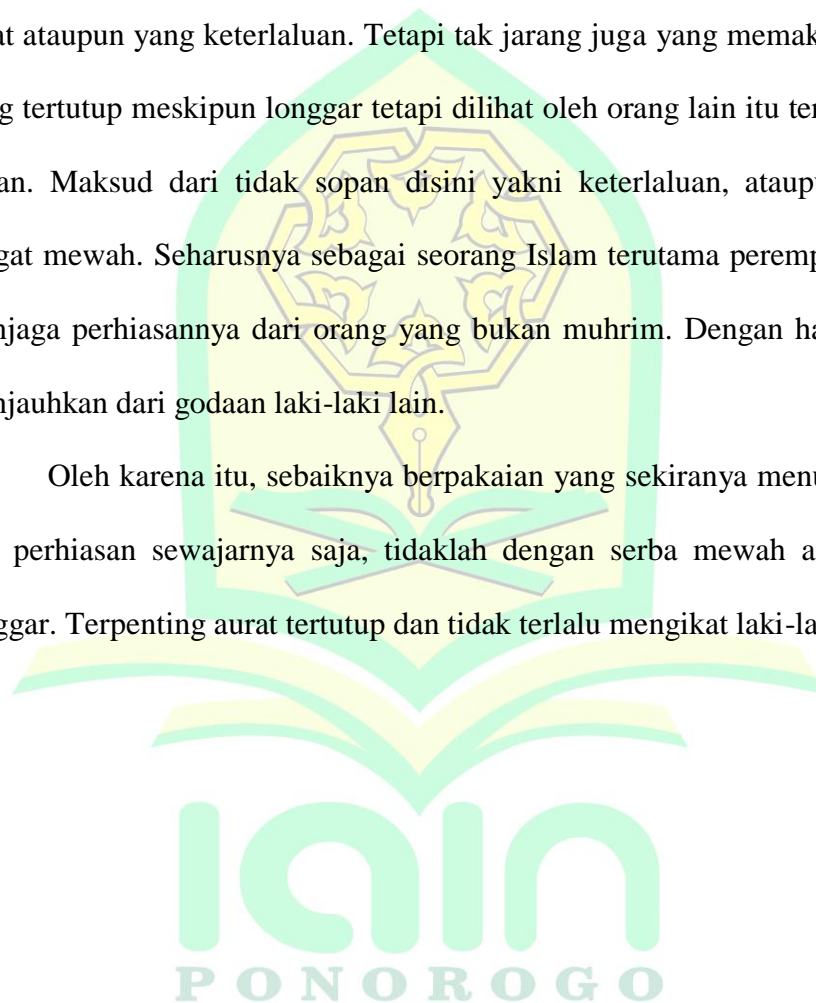 at ataupun yang keterlaluan. Tetapi tak jarang juga yang memak
g tertutup meskipun longgar tetapi dilihat oleh orang lain itu ter
an. Maksud dari tidak sopan disini yakni keterlaluan, ataupu
gat mewah. Seharusnya sebagai seorang Islam terutama peremp
njaga perhiasannya dari orang yang bukan muhrim. Dengan ha
njauhkan dari godaan laki-laki lain.
Oleh karena itu, sebaiknya berpakaian yang sekiranya menu
perhiasan sewajarnya saja, tidaklah dengan serba mewah a
ggar. Terpenting aurat tertutup dan tidak terlalu mengikat laki-la
iain
PONOROGO